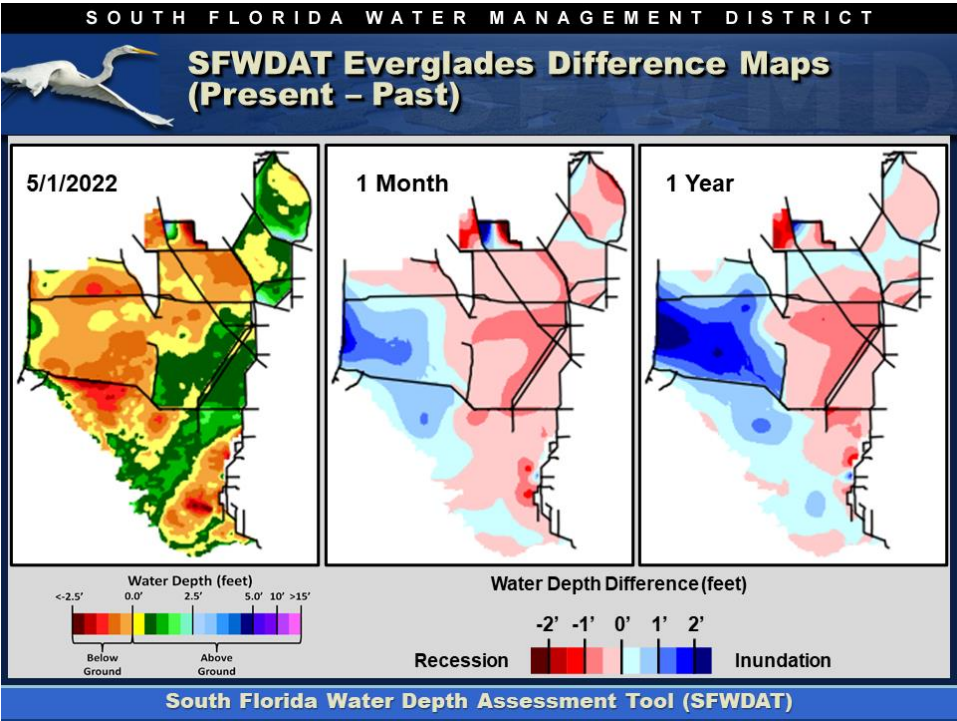 SOUTH FLORIDA WATER MANAGEMENT DISTRICT
SFWDAT Everglades Difference Maps
(Present – Past)
SFWMD
5/1/2022
1 Month
1 Year
Water Depth (feet)
<-2.5' 0.0' 2.5' 5.0' 10' >15'
Below
Ground
Above
Ground
Water Depth Difference (feet)
-2' -1' 0' 1' 2'
Recession
Inundation
South Florida Water Depth Assessment Tool (SFWDAT)